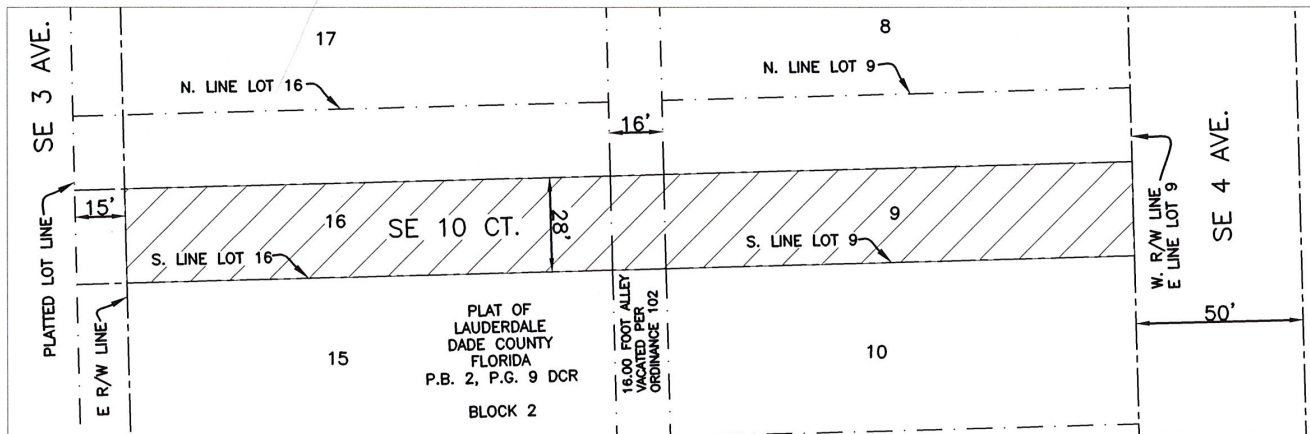 SE 3 AVE.
17
8
N. LINE LOT 16
N. LINE LOT 9
16'
PLATTED LOT LINE
15'
16
SE 10 CT.
28'
9
S. LINE LOT 16
S. LINE LOT 9
W. R/W LINE
E LINE LOT 9
SE 4 AVE.
E R/W LINE
15
PLAT OF
LAUDERDALE
DADE COUNTY
FLORIDA
P.B. 2, P.G. 9 DCR
BLOCK 2
16.00 FOOT ALLEY
VACATED PER
ORDINANCE 102
10
50'